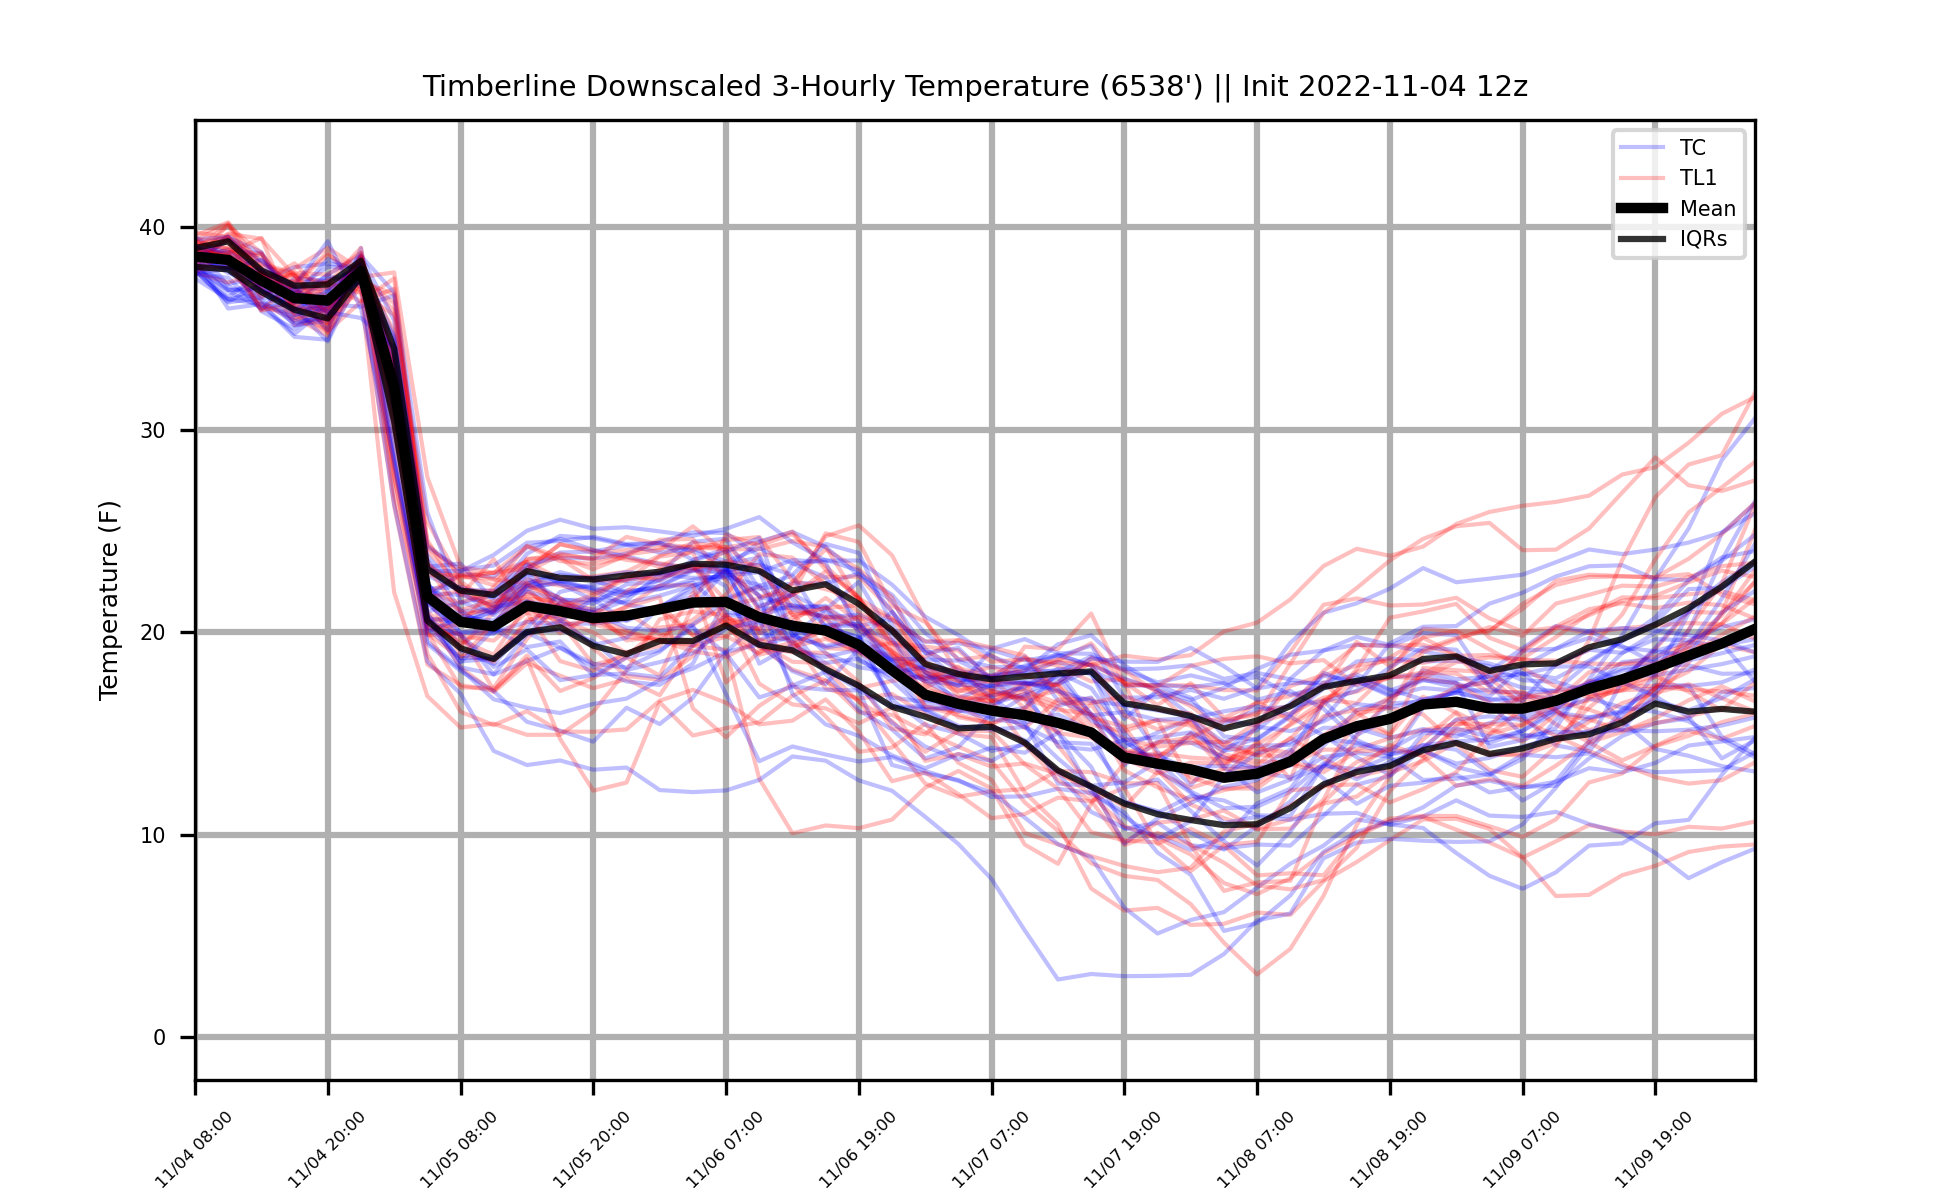 Timberline Downscaled 3-Hourly Temperature (6538') || Init 2022-11-04 12z
TC
TL1
Mean
IQRs
Temperature (F)
40
30
20
10
0
11/04 08:00
11/04 20:00
11/05 08:00
11/05 20:00
11/06 07:00
11/06 19:00
11/07 07:00
11/07 19:00
11/08 07:00
11/08 19:00
11/09 07:00
11/09 19:00